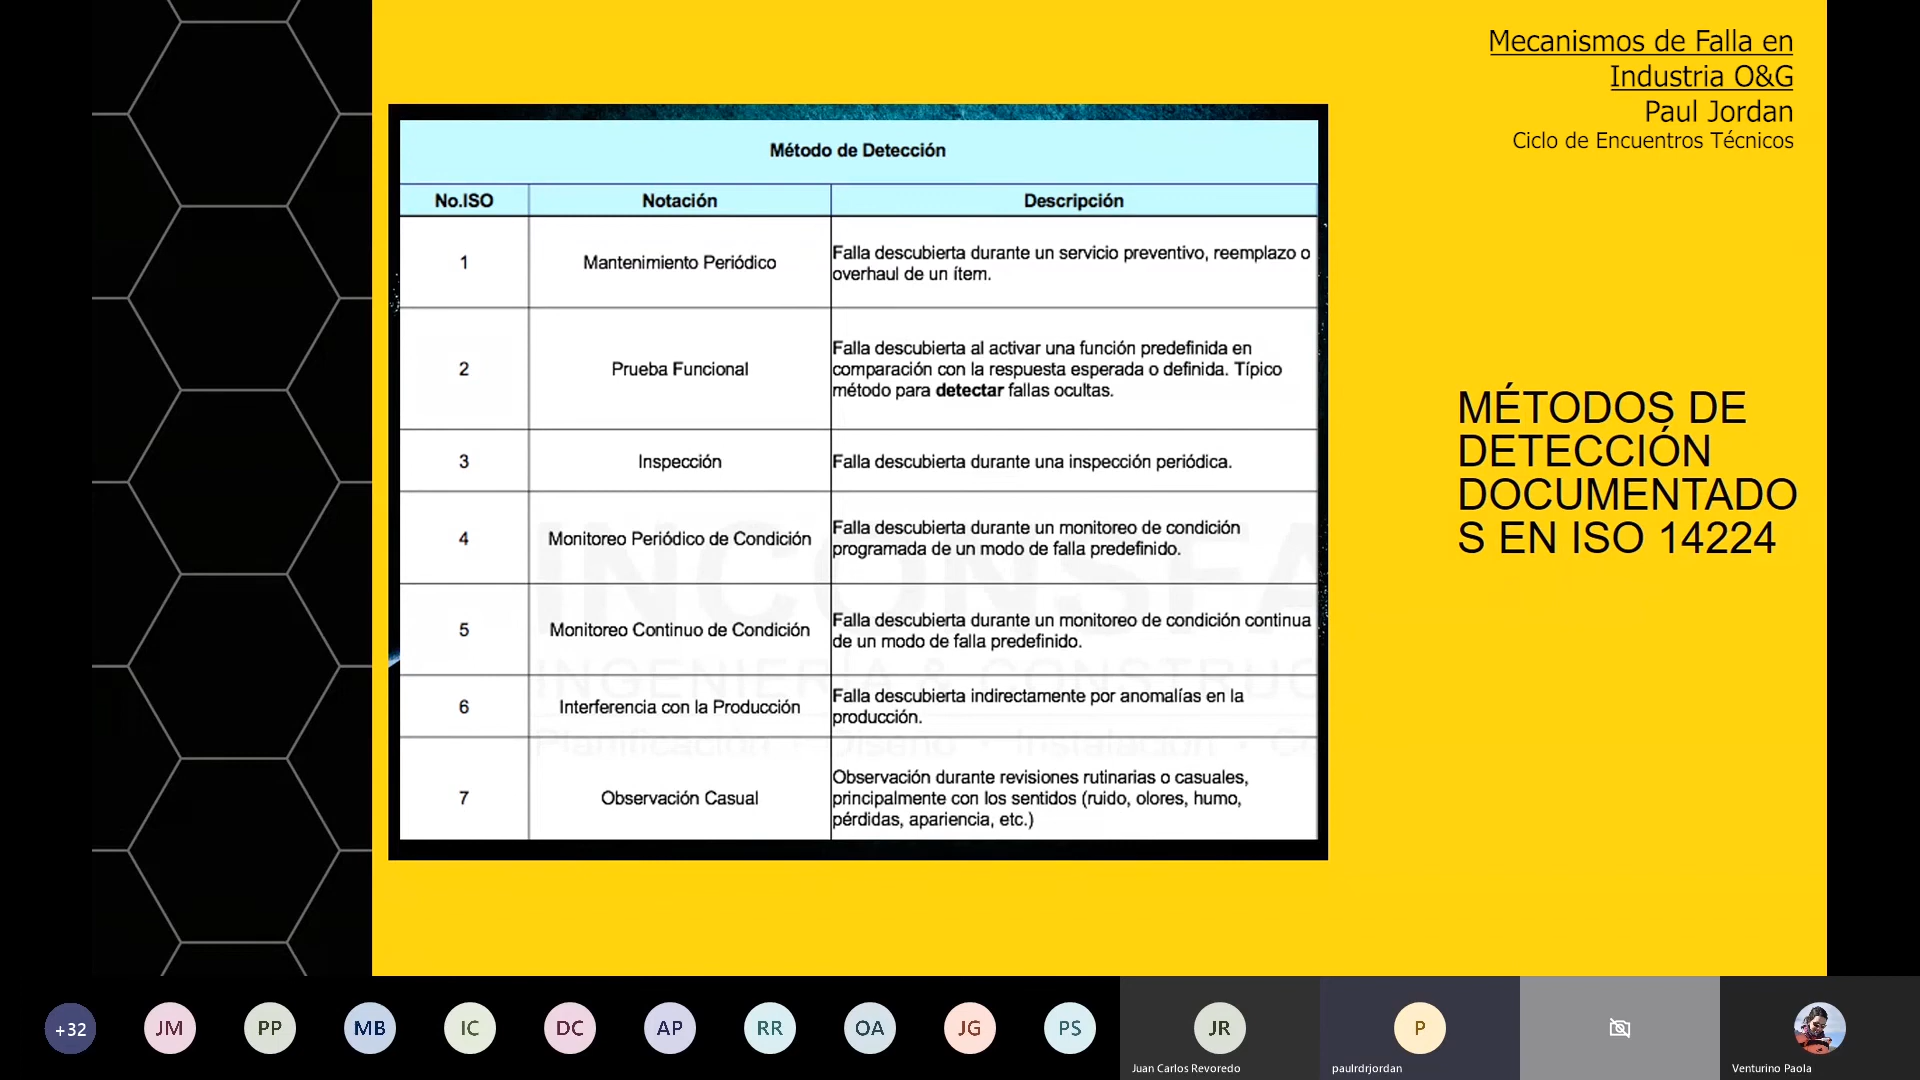 Mecanismos de Falla en
Industria O&G
Paul Jordan
Ciclo de Encuentros Técnicos
Método de Detección
No.ISO Notación Descripción
1 Mantenimiento Periódico Falla descubierta durante un servicio preventivo, reemplazo o
overhaul de un ítem.
2 Prueba Funcional Falla descubierta al activar una función predefinida en
comparación con la respuesta esperada o definida. Típico
método para detectar fallas ocultas.
3 Inspección Falla descubierta durante una inspección periódica.
4 Monitoreo Periódico de Condición Falla descubierta durante un monitoreo de condición
programada de un modo de falla predefinido.
5 Monitoreo Continuo de Condición Falla descubierta durante un monitoreo de condición continua
de un modo de falla predefinido.
6 Interferencia con la Producción Falla descubierta indirectamente por anomalías en la
producción.
7 Observación Casual Observación durante revisiones rutinarias o casuales,
principalmente con los sentidos (ruido, olores, humo,
pérdidas, apariencia, etc.)
INCONSFA
INGENIERÍA & CONSTRUC
Planificación · Diseño · Instalación · C
MÉTODOS DE
DETECCIÓN
DOCUMENTADO
S EN ISO 14224
+32 JM PP MB IC DC AP RR OA JG PS JR P
Juan Carlos Revoredo paulrdrjordan Venturino Paola